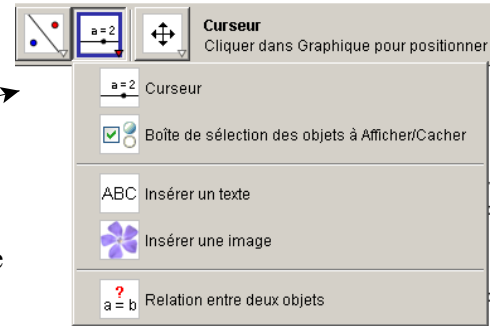 a = 2
Curseur
Cliquer dans Graphique pour positionner
a = 2 Curseur
Boîte de sélection des objets à Afficher/Cacher
ABC Insérer un texte
Insérer une image
e
? a = b Relation entre deux objets